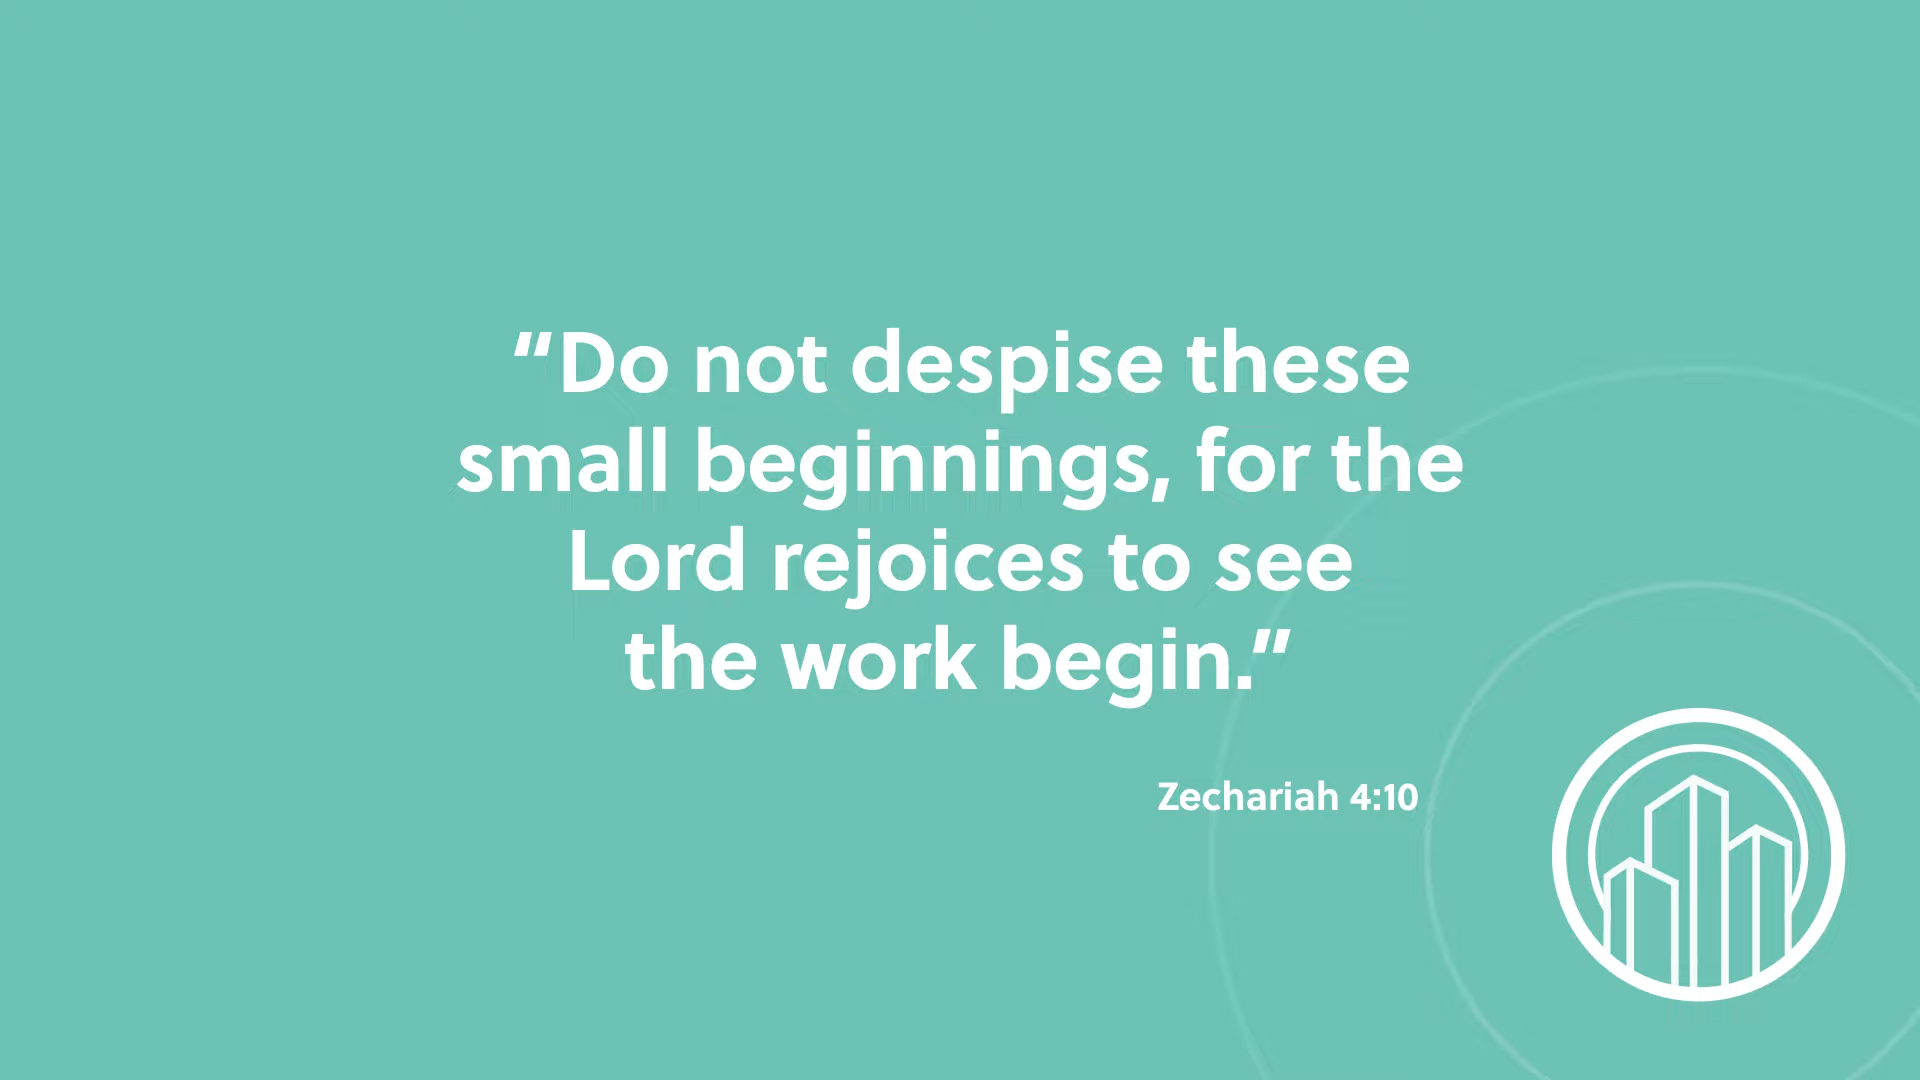 “Do not despise these
small beginnings, for the
Lord rejoices to see
the work begin.”
Zechariah 4:10